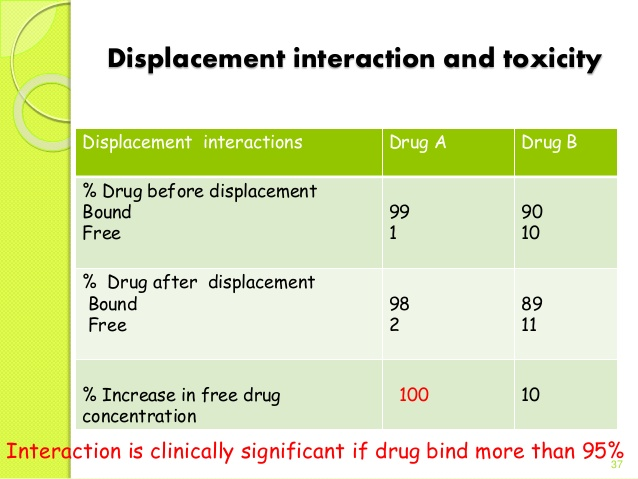 Displacement interaction and toxicity
Displacement interactions Drug A Drug B
% Drug before displacement
Bound 99 90
Free 1 10
% Drug after displacement
Bound 98 89
Free 2 11
% Increase in free drug 100 10
concentration
Interaction is clinically significant if drug bind more than 95%
37